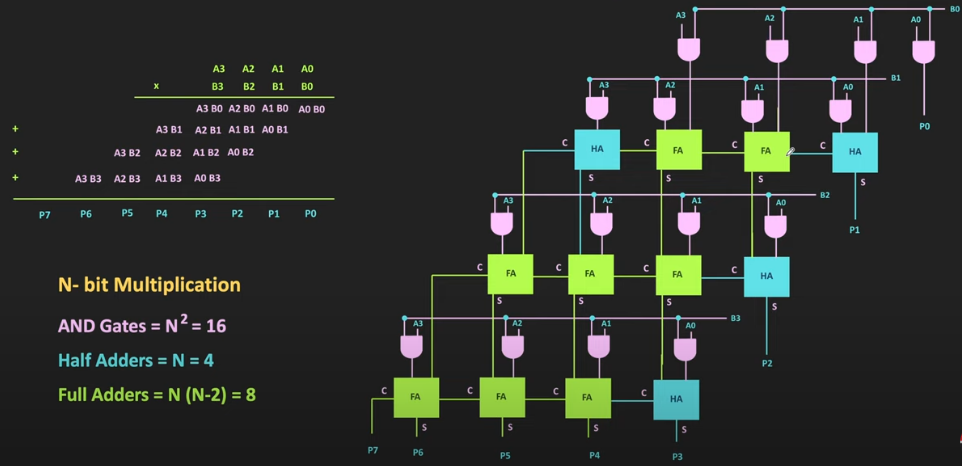 A3 A2 A1 A0
x B3 B2 B1 B0
A3 B0 A2 B0 A1 B0 A0 B0
+ A3 B1 A2 B1 A1 B1 A0 B1
+ A3 B2 A2 B2 A1 B2 A0 B2
+ A3 B3 A2 B3 A1 B3 A0 B3
P7 P6 P5 P4 P3 P2 P1 P0
N- bit Multiplication
AND Gates = N² = 16
Half Adders = N = 4
Full Adders = N (N-2) = 8
B0
A3 A2 A1 A0
B1
A3 A2 A1 A0
P0
C HA FA C FA C HA
S S S
P1
B2
A3 A2 A1 A0
C FA C FA C FA C HA
S S S S
P2
B3
A3 A2 A1 A0
C FA C FA C FA C HA
S S S S
P7 P6 P5 P4 P3